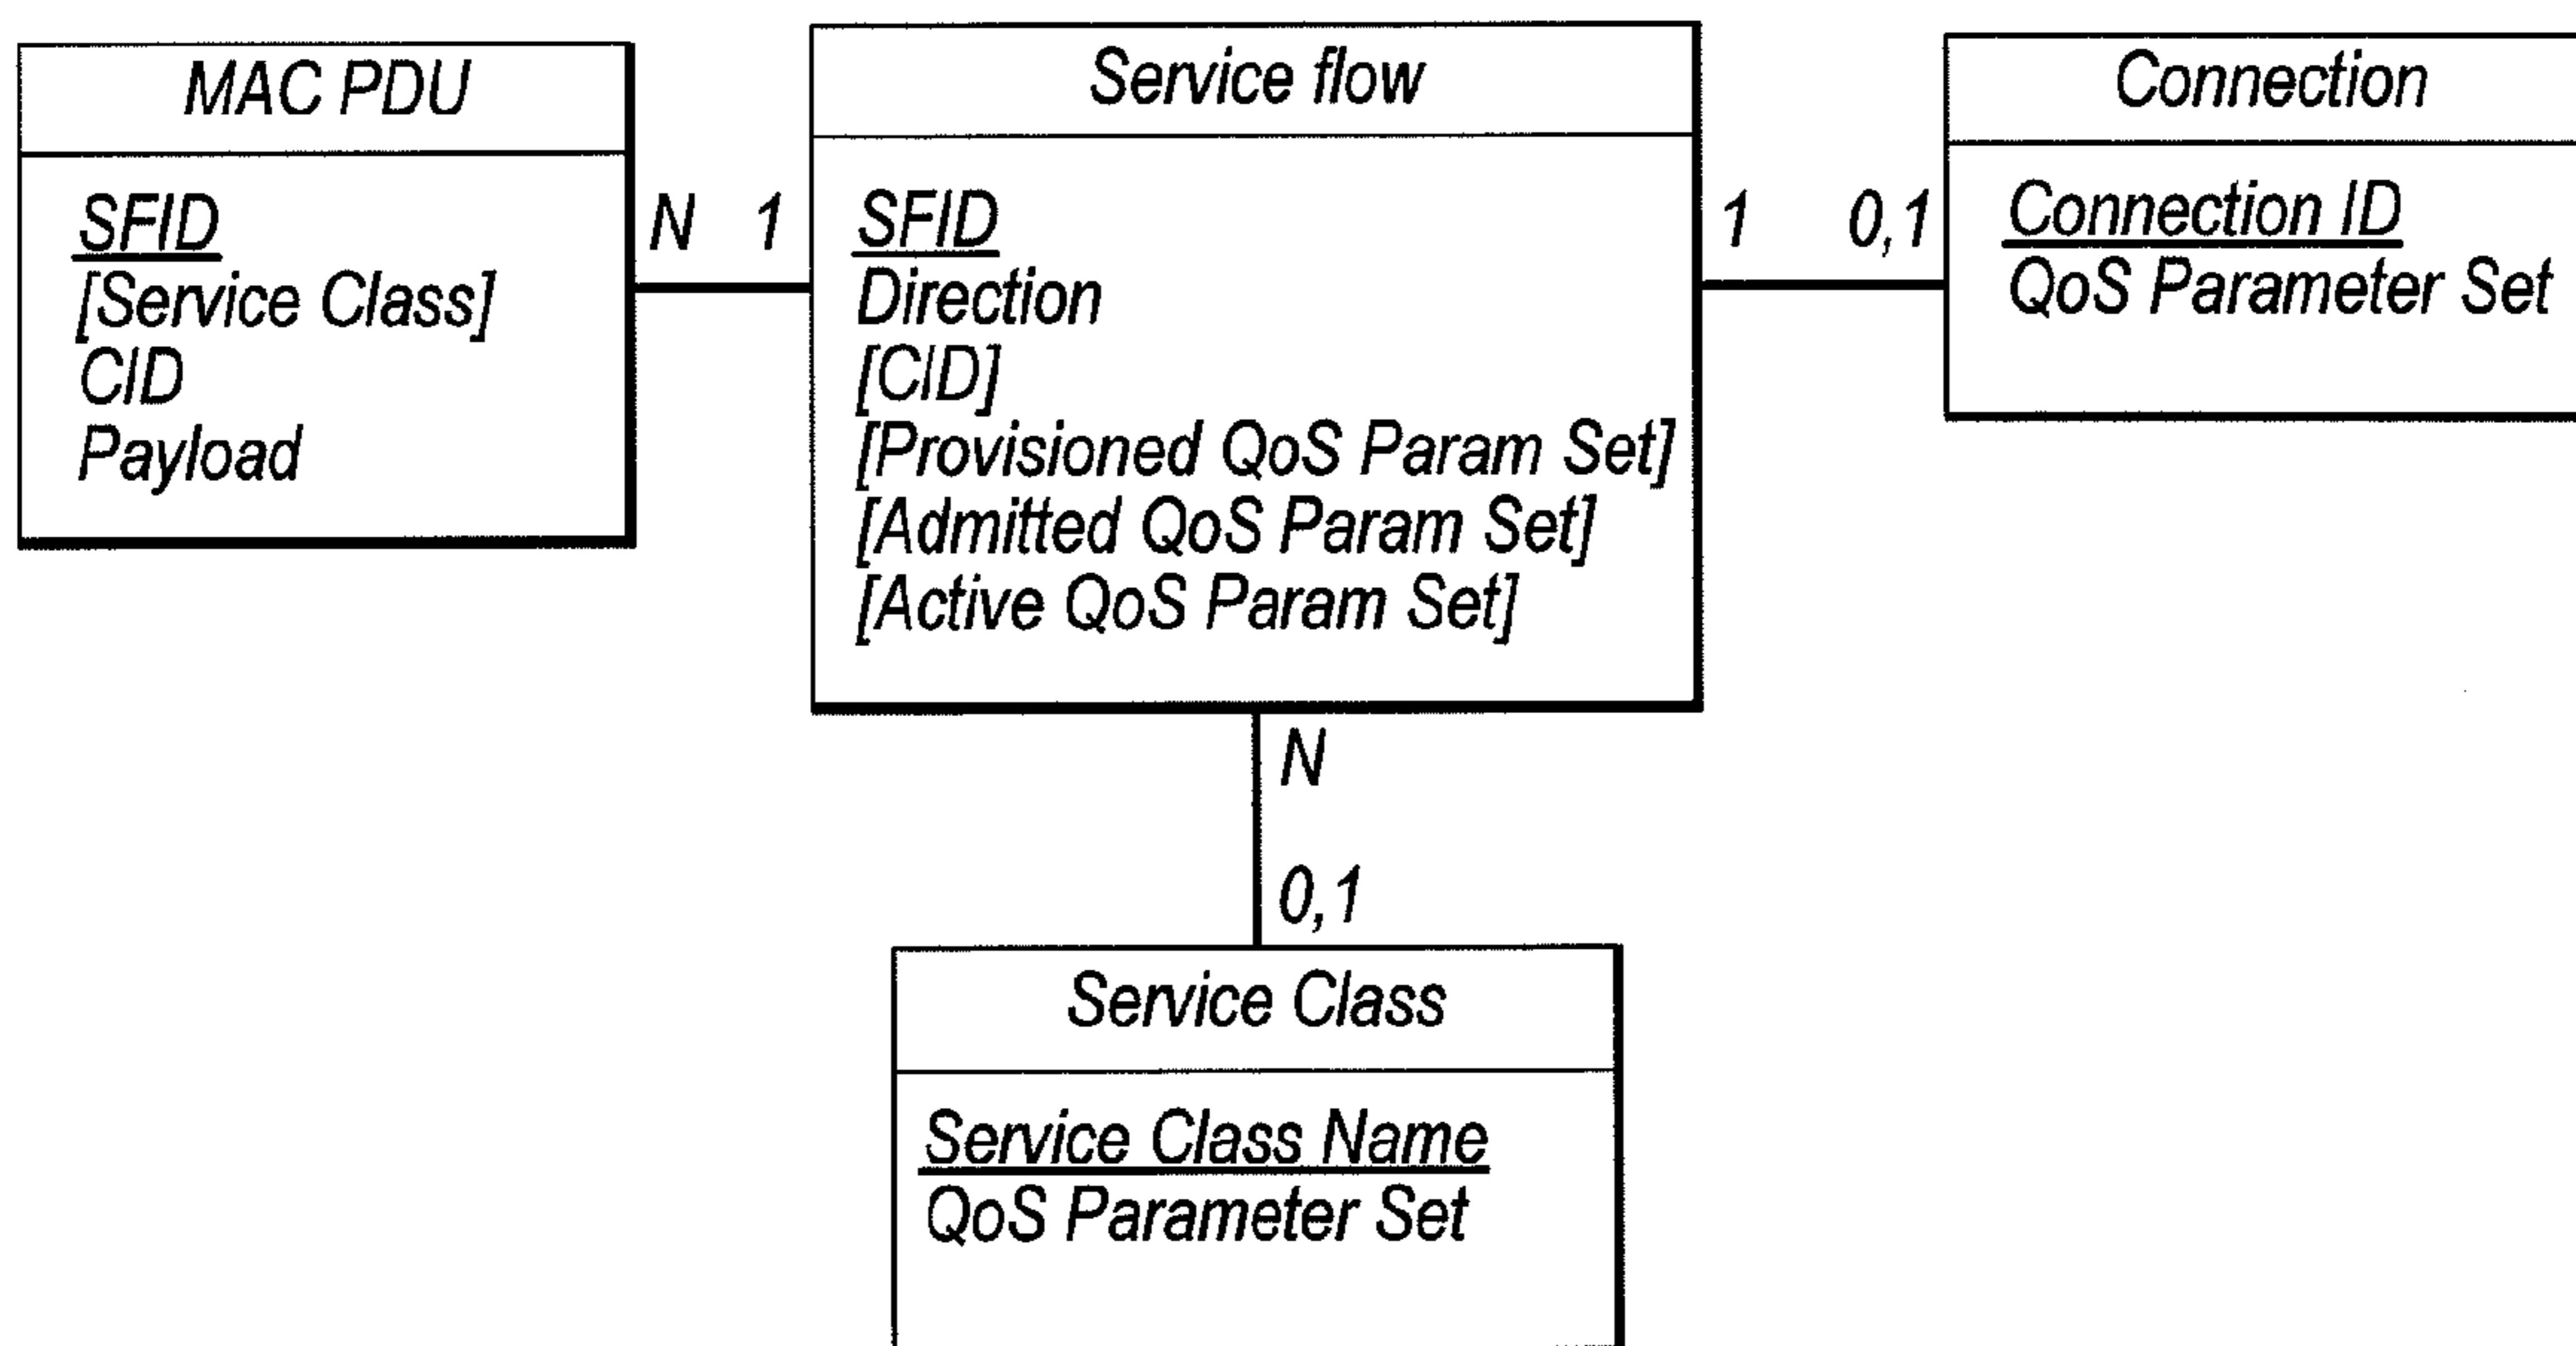 MAC PDU
SFID
[Service Class]
CID
Payload
N 1
Service flow
SFID
Direction
[CID]
[Provisioned QoS Param Set]
[Admitted QoS Param Set]
[Active QoS Param Set]
1 0,1
Connection
Connection ID
QoS Parameter Set
N
0,1
Service Class
Service Class Name
QoS Parameter Set